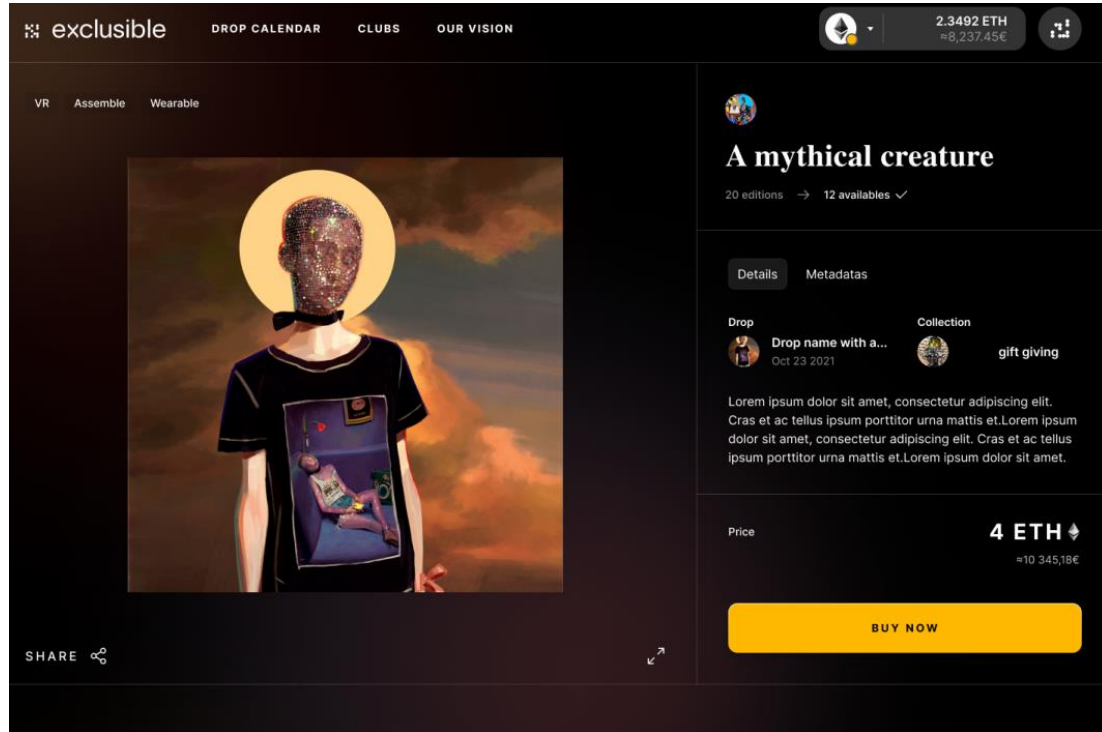 exclusible
DROP CALENDAR
CLUBS
OUR VISION
2.3492 ETH
≈8,237.45€
VR
Assemble
Wearable
A mythical creature
20 editions → 12 availables ✓
Details
Metadatas
Drop
Drop name with a...
Oct 23 2021
Collection
gift giving
Lorem ipsum dolor sit amet, consectetur adipiscing elit.
Cras et ac tellus ipsum porttitor urna mattis et.Lorem ipsum
dolor sit amet, consectetur adipiscing elit. Cras et ac tellus
ipsum porttitor urna mattis et.Lorem ipsum dolor sit amet.
Price
4 ETH
≈10 345,18€
BUY NOW
SHARE